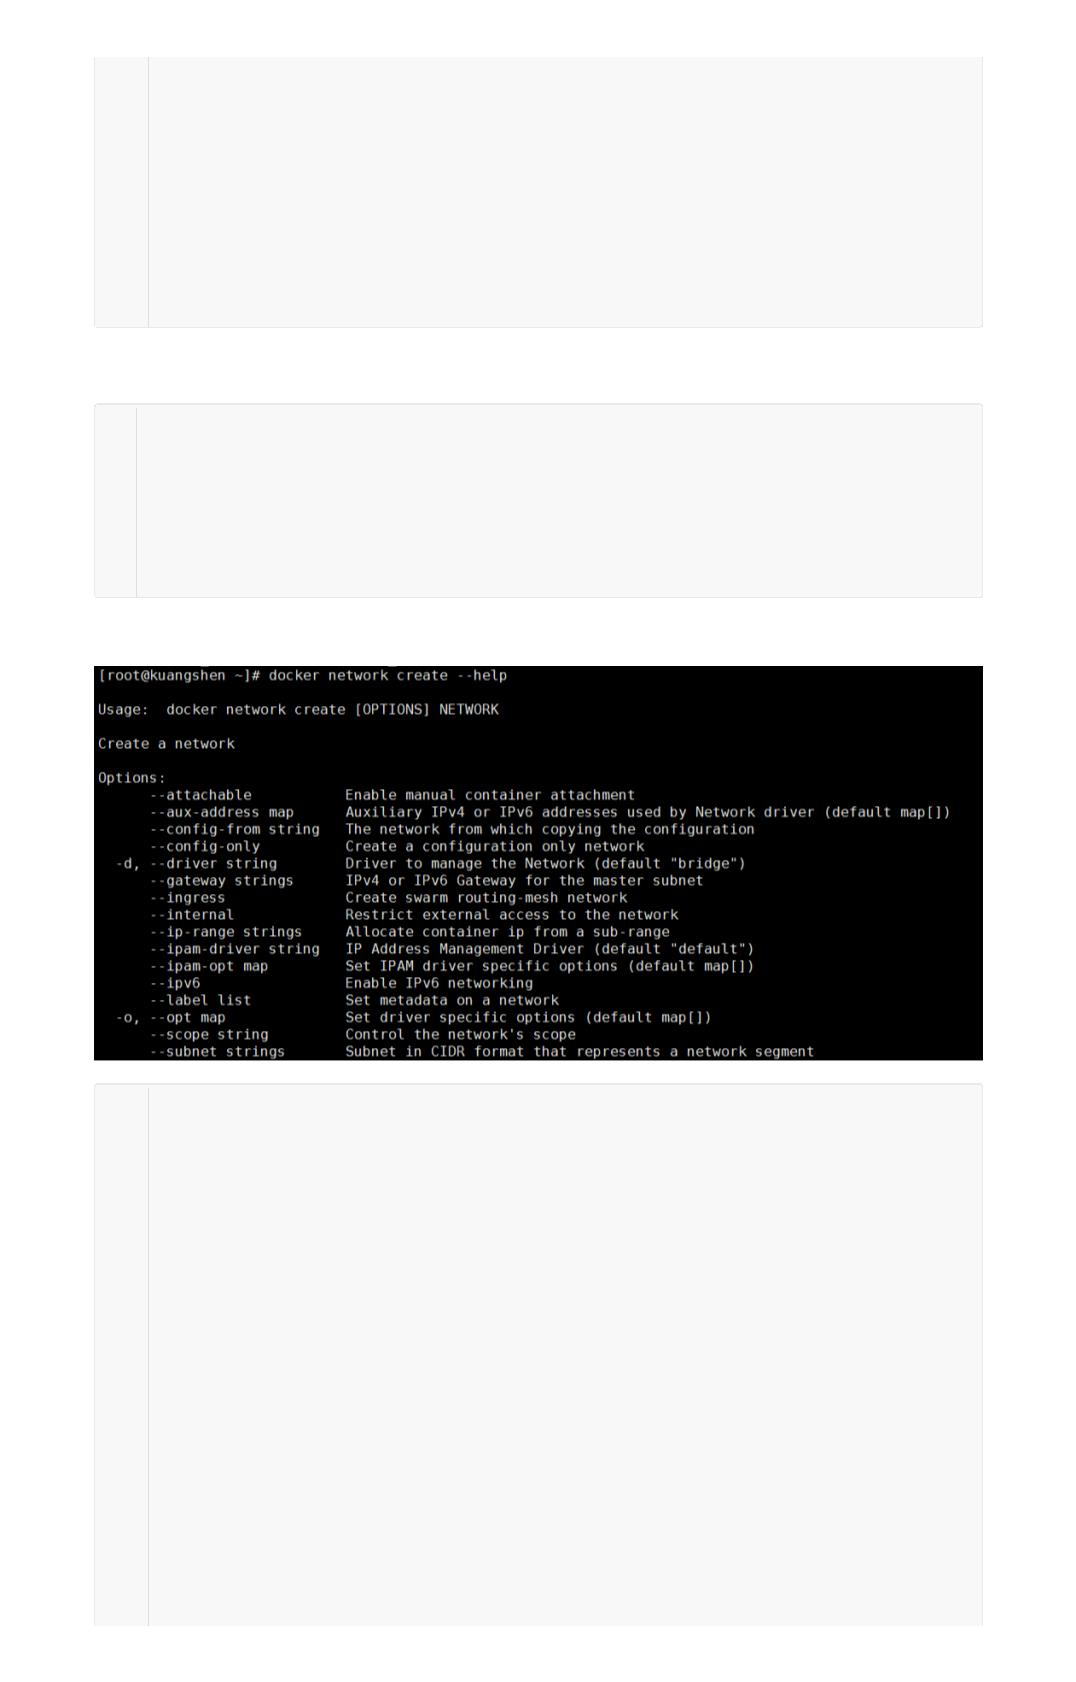 [root@kuangshen ~]# docker network create --help
Usage:  docker network create [OPTIONS] NETWORK
Create a network
Options:
      --attachable           Enable manual container attachment
      --aux-address map      Auxiliary IPv4 or IPv6 addresses used by Network driver (default map[])
      --config-from string   The network from which copying the configuration
      --config-only          Create a configuration only network
  -d, --driver string        Driver to manage the Network (default "bridge")
      --gateway strings      IPv4 or IPv6 Gateway for the master subnet
      --ingress              Create swarm routing-mesh network
      --internal             Restrict external access to the network
      --ip-range strings     Allocate container ip from a sub-range
      --ipam-driver string   IP Address Management Driver (default "default")
      --ipam-opt map         Set IPAM driver specific options (default map[])
      --ipv6                 Enable IPv6 networking
      --label list           Set metadata on a network
  -o, --opt map              Set driver specific options (default map[])
      --scope string         Control the network's scope
      --subnet strings       Subnet in CIDR format that represents a network segment